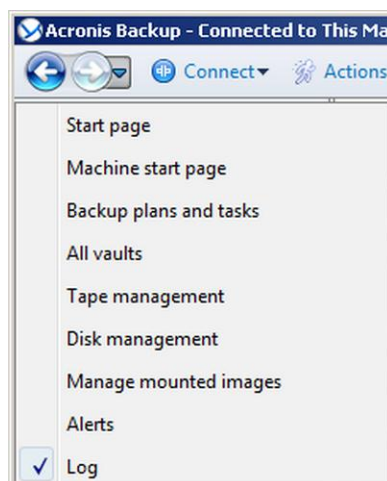 Acronis Backup - Connected to This Ma
Connect Actions
Start page
Machine start page
Backup plans and tasks
All vaults
Tape management
Disk management
Manage mounted images
Alerts
Log